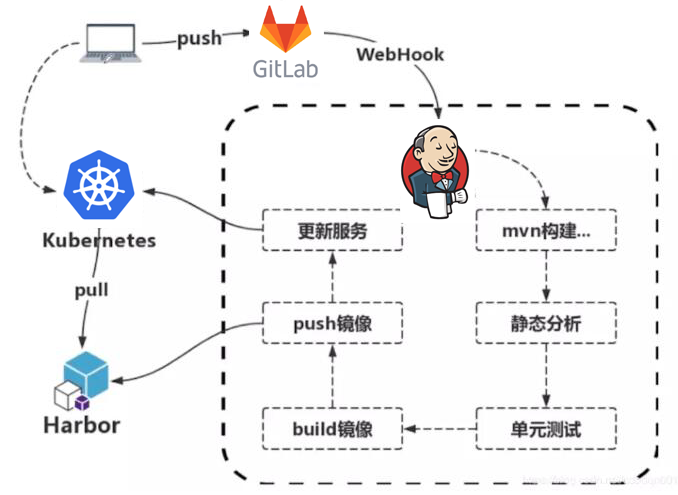 push
GitLab
WebHook
Kubernetes
更新服务
mvn构建...
pull
push镜像
静态分析
Harbor
build镜像
单元测试